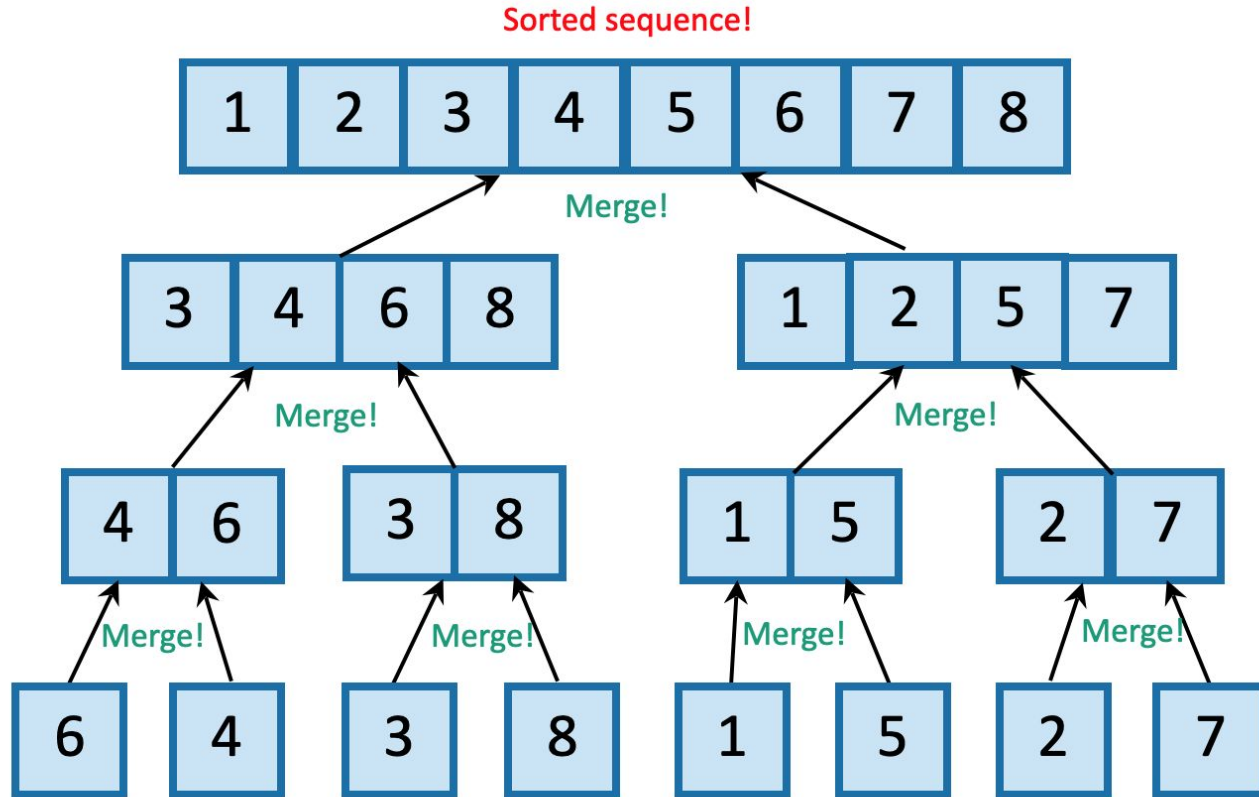 Sorted sequence!
1 2 3 4 5 6 7 8
Merge!
3 4 6 8 1 2 5 7
Merge! Merge!
4 6 3 8 1 5 2 7
Merge! Merge! Merge! Merge!
6 4 3 8 1 5 2 7